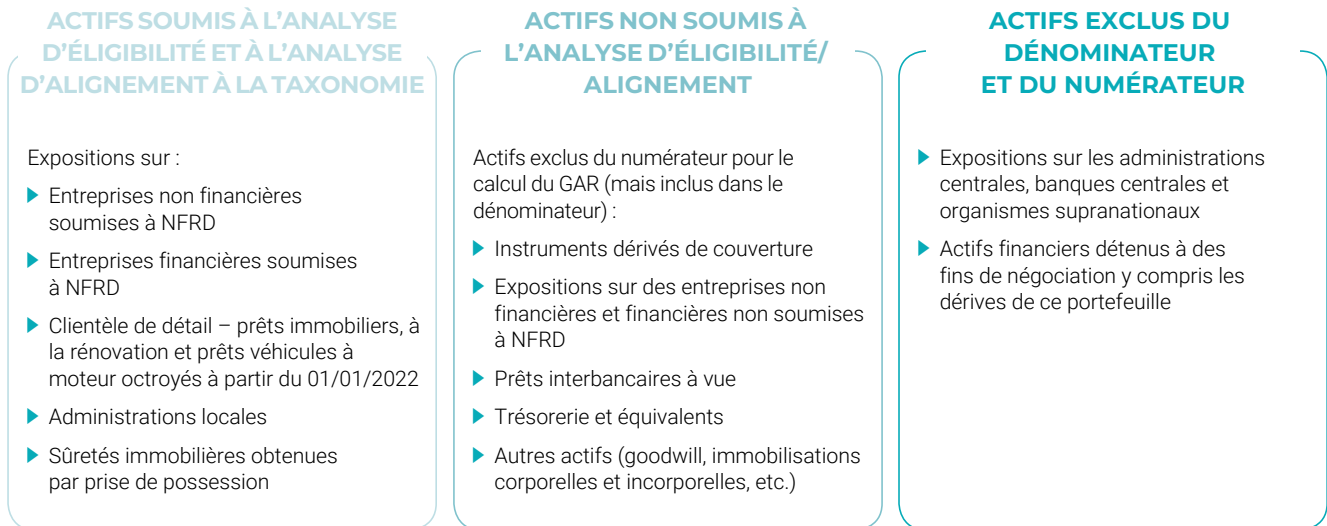 ACTIFS SOUMIS À L'ANALYSE
D'ÉLIGIBILITÉ ET À L'ANALYSE
D'ALIGNEMENT À LA TAXONOMIE
Expositions sur :
Entreprises non financières
soumises à NFRD
Entreprises financières soumises
à NFRD
Clientèle de détail – prêts immobiliers, à
la rénovation et prêts véhicules à
moteur octroyés à partir du 01/01/2022
Administrations locales
Sûretés immobilières obtenues
par prise de possession
ACTIFS NON SOUMIS À
L'ANALYSE D'ÉLIGIBILITÉ/
ALIGNEMENT
Actifs exclus du numérateur pour le
calcul du GAR (mais inclus dans le
dénominateur) :
Instruments dérivés de couverture
Expositions sur des entreprises non
financières et financières non soumises
à NFRD
Prêts interbancaires à vue
Trésorerie et équivalents
Autres actifs (goodwill, immobilisations
corporelles et incorporelles, etc.)
ACTIFS EXCLUS DU
DÉNOMINATEUR
ET DU NUMÉRATEUR
Expositions sur les administrations
centrales, banques centrales et
organismes supranationaux
Actifs financiers détenus à des
fins de négociation y compris les
dérives de ce portefeuille